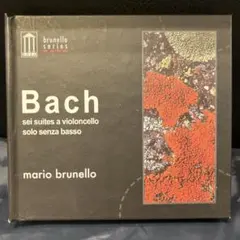 brunello
series
Bach
sei suites a violoncello
solo senza basso
mario brunello